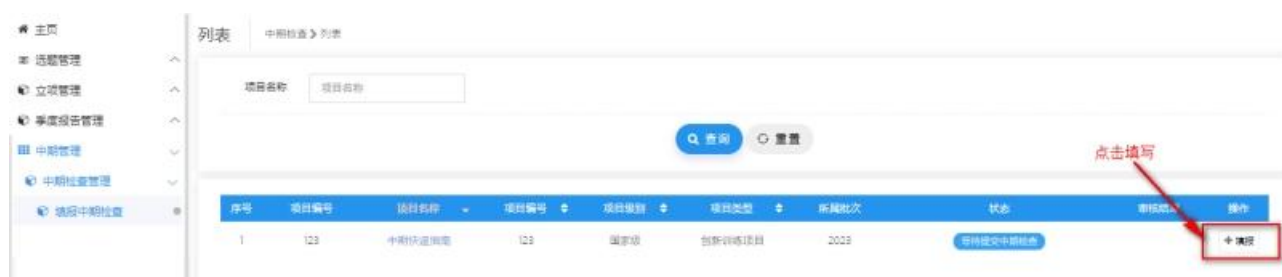 主页
选题管理
立项管理
季度报告管理
中期管理
中期检查管理
填报中期检查
列表 中期检查 > 列表
项目名称 项目名称
查询 重置
点击填写
序号 项目编号 项目名称 项目编号 项目级别 项目类型 所属批次 状态 审核结果 操作
1 123 中期快速指南 123 国家级 创新训练项目 2023 等待提交中期检查 +填报